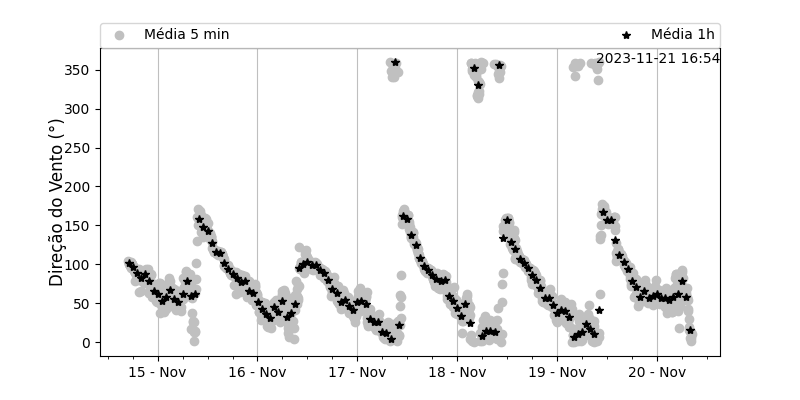 Média 5 min
Média 1h
2023-11-21 16:54
Direção do Vento (°)
350
300
250
200
150
100
50
0
15 - Nov
16 - Nov
17 - Nov
18 - Nov
19 - Nov
20 - Nov